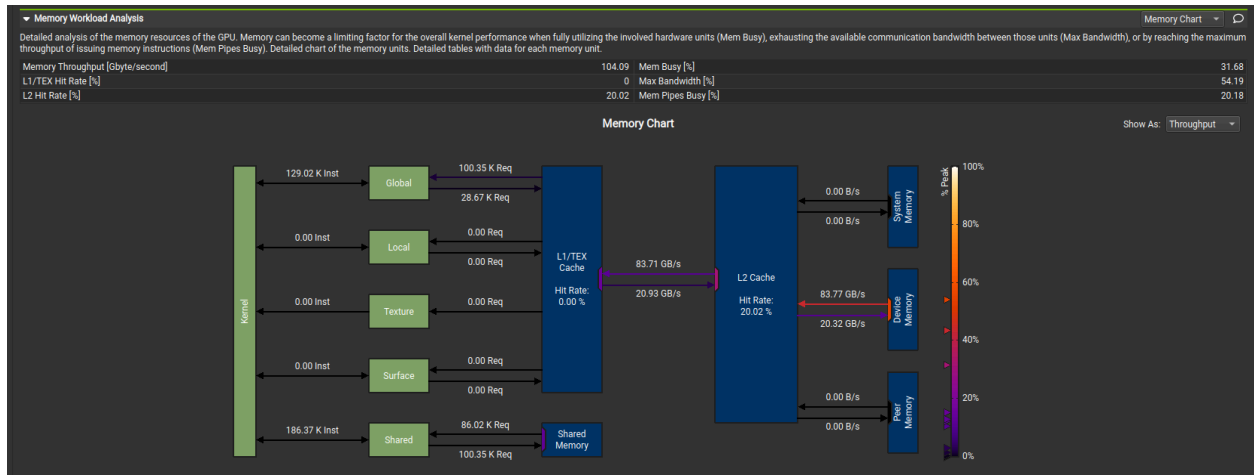 Memory Workload Analysis
Memory Chart
Detailed analysis of the memory resources of the GPU. Memory can become a limiting factor for the overall kernel performance when fully utilizing the involved hardware units (Mem Busy), exhausting the available communication bandwidth between those units (Max Bandwidth), or by reaching the maximum
throughput of issuing memory instructions (Mem Pipes Busy). Detailed chart of the memory units. Detailed tables with data for each memory unit.
Memory Throughput [Gbyte/second] 104.09 Mem Busy [%] 31.68
L1/TEX Hit Rate [%] 0 Max Bandwidth [%] 54.19
L2 Hit Rate [%] 20.02 Mem Pipes Busy [%] 20.18
Memory Chart
Show As: Throughput
Kernel
129.02 K Inst
Global
100.35 K Req
28.67 K Req
0.00 Inst
Local
0.00 Req
0.00 Req
0.00 Inst
Texture
0.00 Req
0.00 Inst
Surface
0.00 Req
0.00 Req
186.37 K Inst
Shared
86.02 K Req
100.35 K Req
L1/TEX
Cache
Hit Rate:
0.00 %
Shared
Memory
83.71 GB/s
20.93 GB/s
L2 Cache
Hit Rate:
20.02 %
0.00 B/s
0.00 B/s
System
Memory
83.77 GB/s
20.32 GB/s
Device
Memory
0.00 B/s
0.00 B/s
Peer
Memory
% Peak
100%
80%
60%
40%
20%
0%